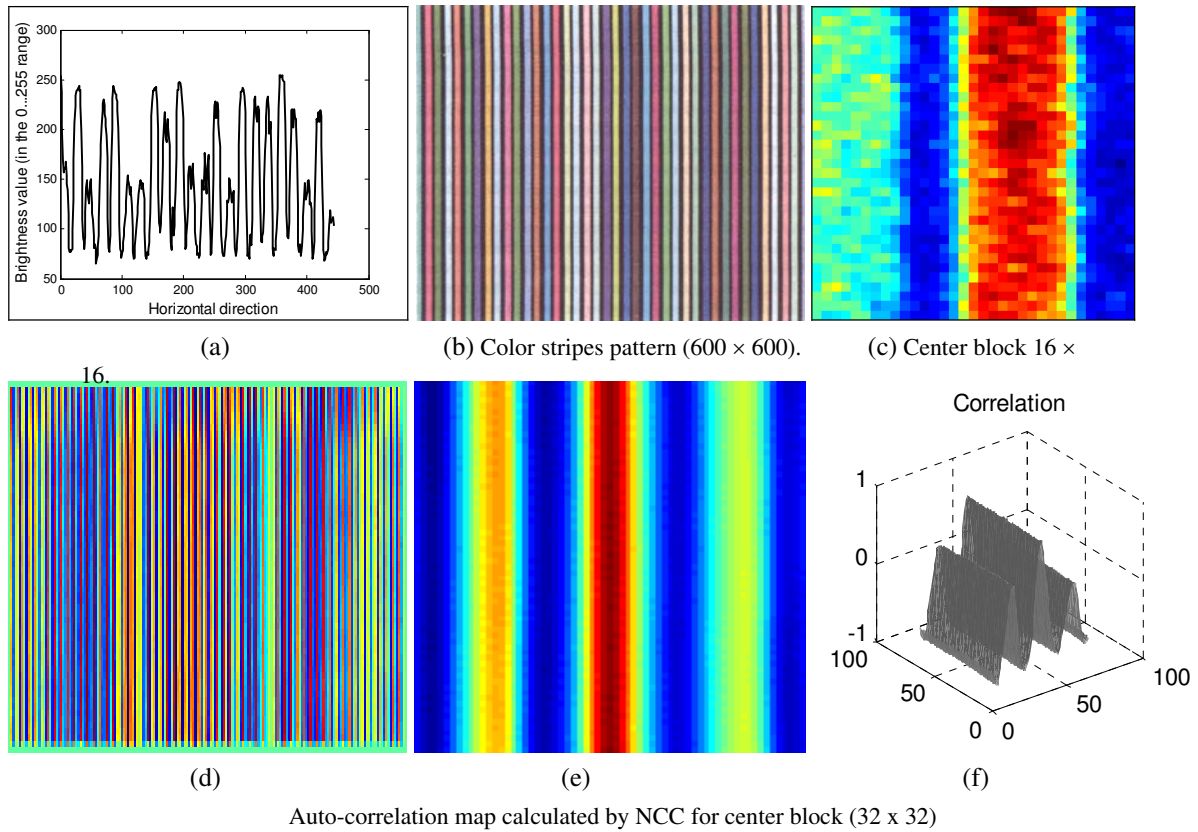 300
250
200
150
100
50
0 100 200 300 400 500
Brightness value (in the 0...255 range)
Horizontal direction
(a)
(b) Color stripes pattern (600 × 600).
(c) Center block 16 ×
16.
Correlation
1
0
-1
100
50
0
0
50
100
(d)
(e)
(f)
Auto-correlation map calculated by NCC for center block (32 x 32)